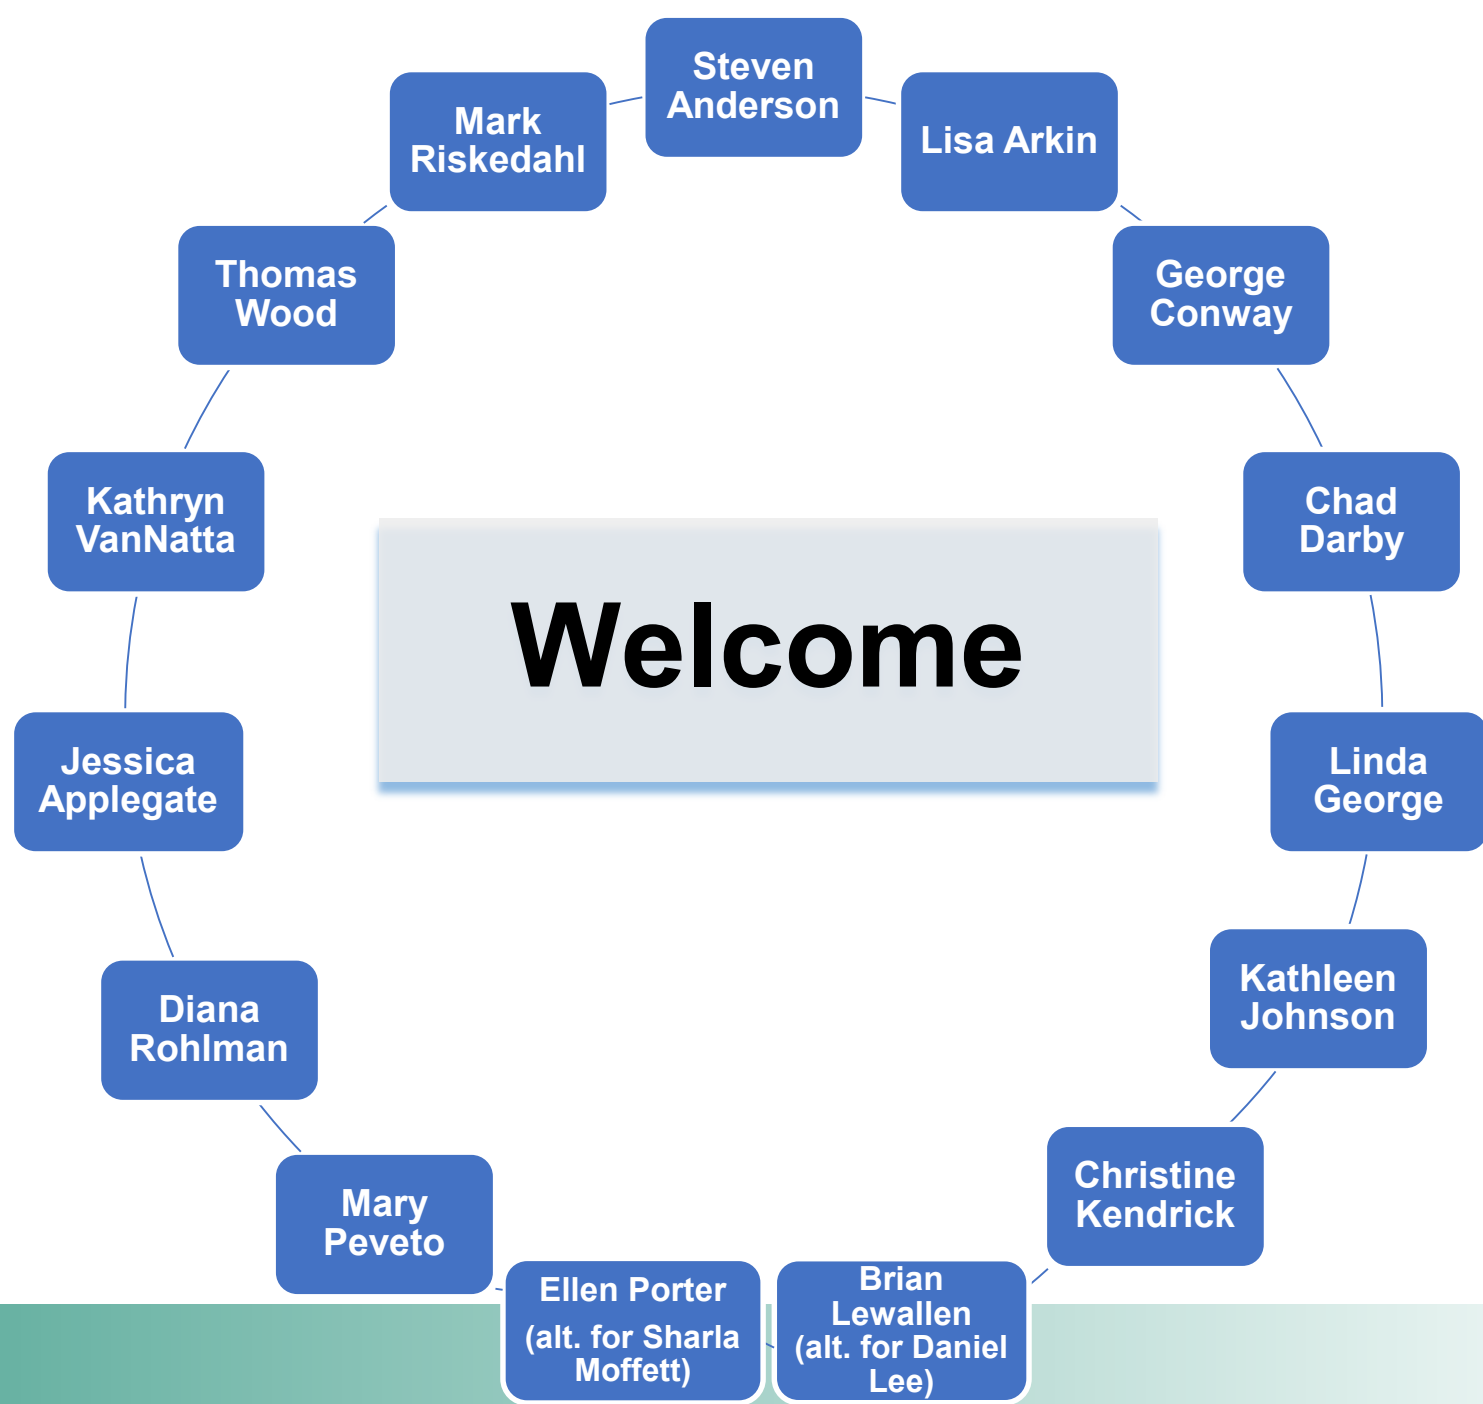 Steven
Anderson
Lisa Arkin
George
Conway
Chad
Darby
Linda
George
Kathleen
Johnson
Christine
Kendrick
Brian
Lewallen
(alt. for Daniel
Lee)
Ellen Porter
(alt. for Sharla
Moffett)
Mary
Peveto
Diana
Rohlman
Jessica
Applegate
Kathryn
VanNatta
Thomas
Wood
Mark
Riskedahl
Welcome